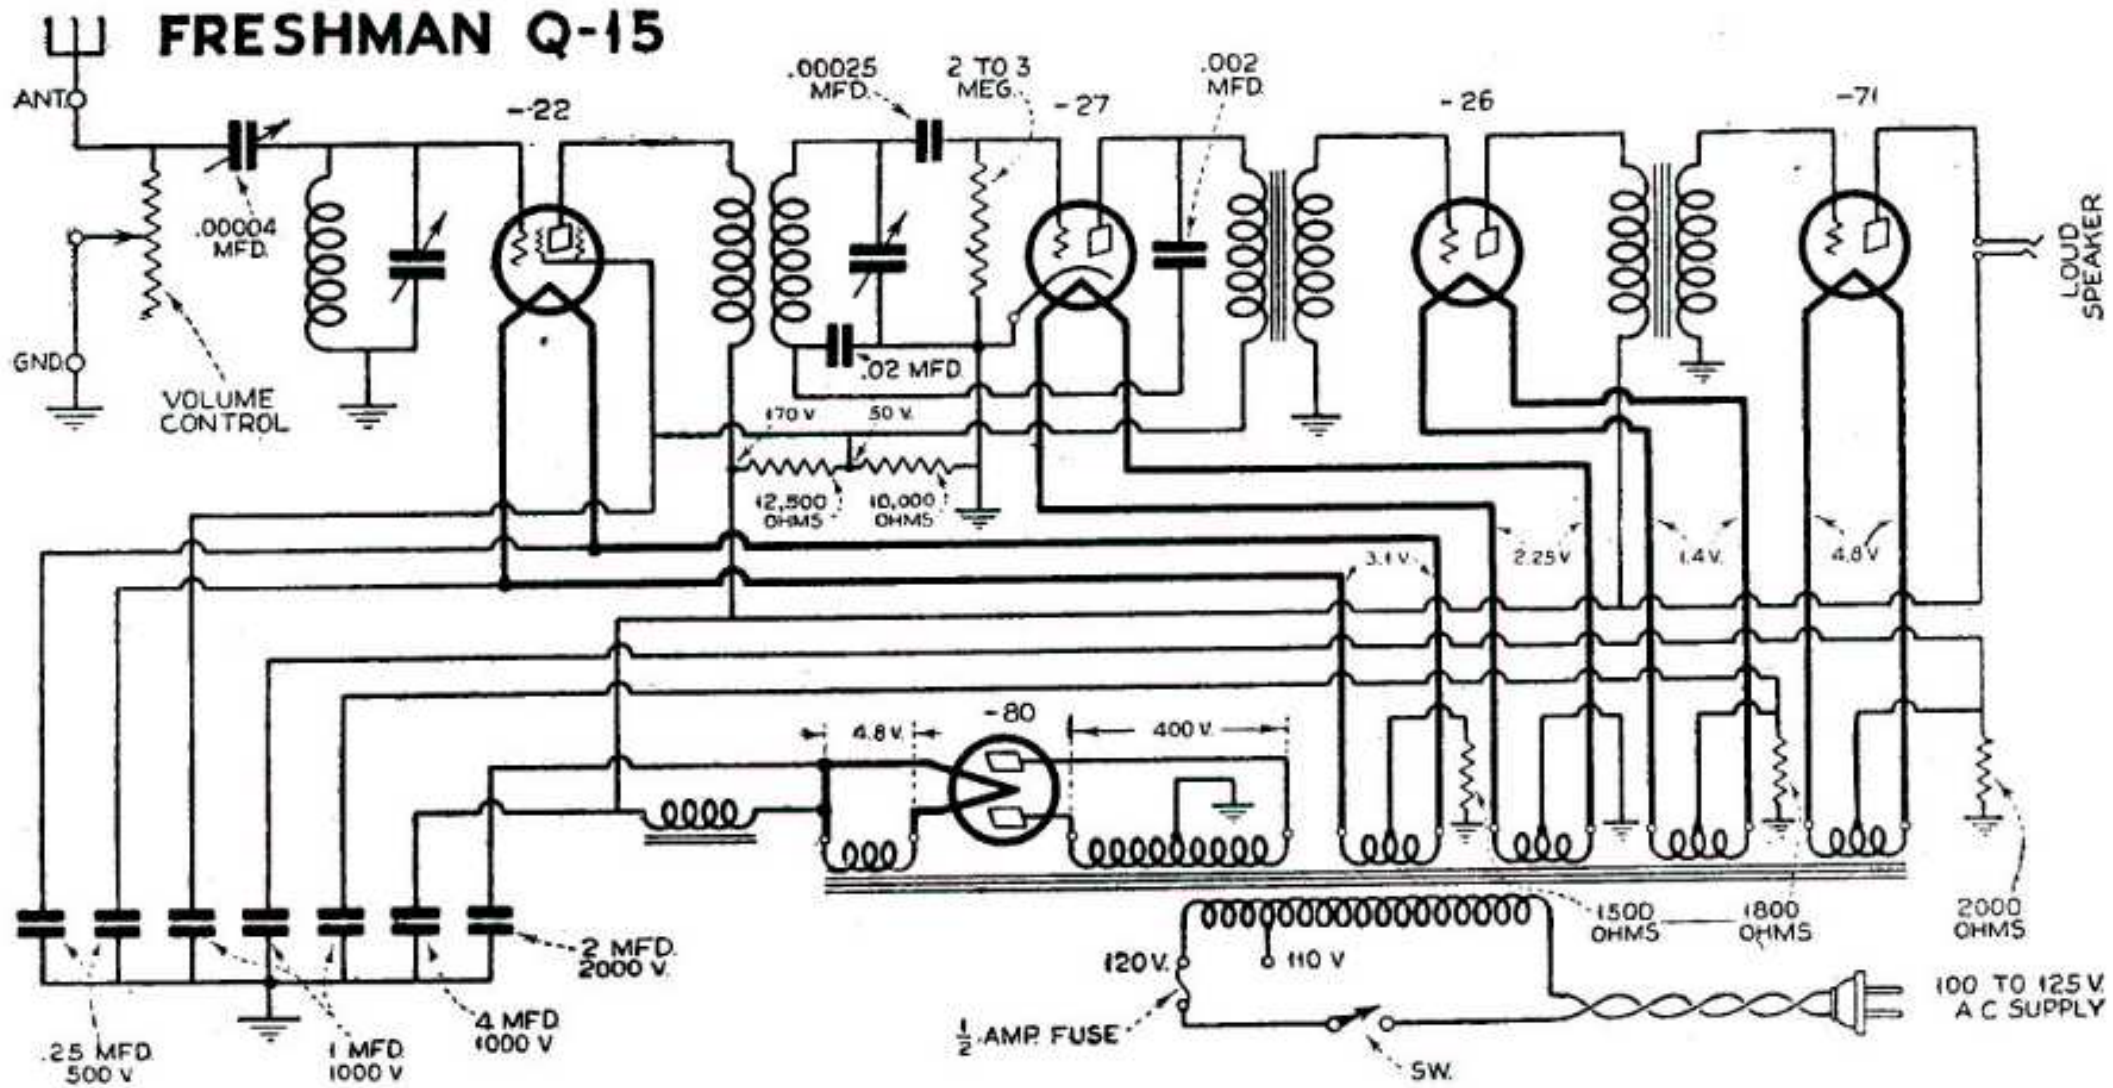 FRESHMAN Q-15
ANT.
.00004
MFD.
GND.
VOLUME
CONTROL
-22
.00025
MFD.
2 TO 3
MEG.
-27
.002
MFD.
-26
-71
LOUD
SPEAKER
.02 MFD.
170 V
50 V.
12,500
OHMS
10,000
OHMS
3.1 V.
2.25 V
1.4 V.
4.8 V
4.8 V.
-80
400 V.
2 MFD.
2000 V.
4 MFD.
1000 V
1 MFD.
1000 V
.25 MFD.
500 V
120 V.
110 V
1/2 AMP. FUSE
SW.
1500
OHMS
1800
OHMS
2000
OHMS
100 TO 125 V.
A C SUPPLY